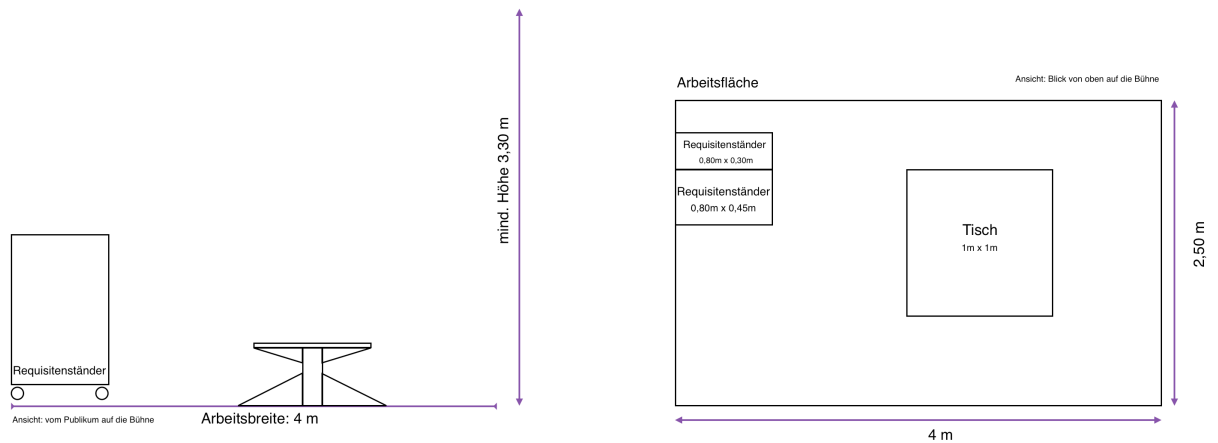 mind. Höhe 3,30 m
Requisitenständer
Ansicht: vom Publikum auf die Bühne
Arbeitsbreite: 4 m
Arbeitsfläche
Ansicht: Blick von oben auf die Bühne
Requisitenständer
0,80m x 0,30m
Requisitenständer
0,80m x 0,45m
Tisch
1m x 1m
2,50 m
4 m